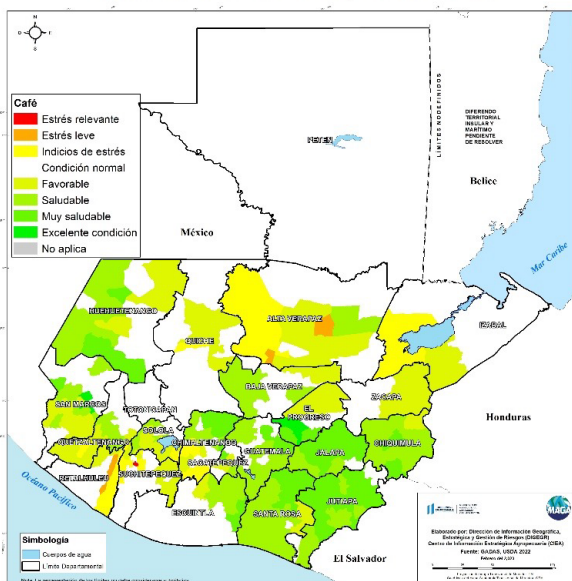 Café
Estrés relevante
Estrés leve
Indicios de estrés
Condición normal
Favorable
Saludable
Muy saludable
Excelente condición
No aplica
PETEN
LÍMITES NO DEFINIDOS
DIFERENDO
TERRITORIAL
INSULAR Y
MARÍTIMO
PENDIENTE
DE RESOLVER
Belice
México
Mar Caribe
HUEHUETENANGO
QUICHE
ALTA VERAPAZ
IZABAL
BAJA VERAPAZ
ZACAPA
EL
PROGRESO
SAN MARCOS
TOTONICAPAN
Honduras
QUETZALTENANGO
SOLOLA
CHIMALTENANGO
GUATEMALA
JALAPA
CHIQUIMULA
RETALHULEU
SUCHITEPEQUEZ
SACATEPEQUEZ
Océano Pacífico
ESCUINTLA
SANTA ROSA
JUTIAPA
El Salvador
Simbología
Cuerpos de agua
Límite Departamental
MAGA
Elaborado por: Dirección de Información Geográfica,
Estratégica y Gestión de Riesgos (DIGEGR)
Centro de Información Estratégica Agropecuaria (CIEA)
Fuente: GADAS, USDA 2022